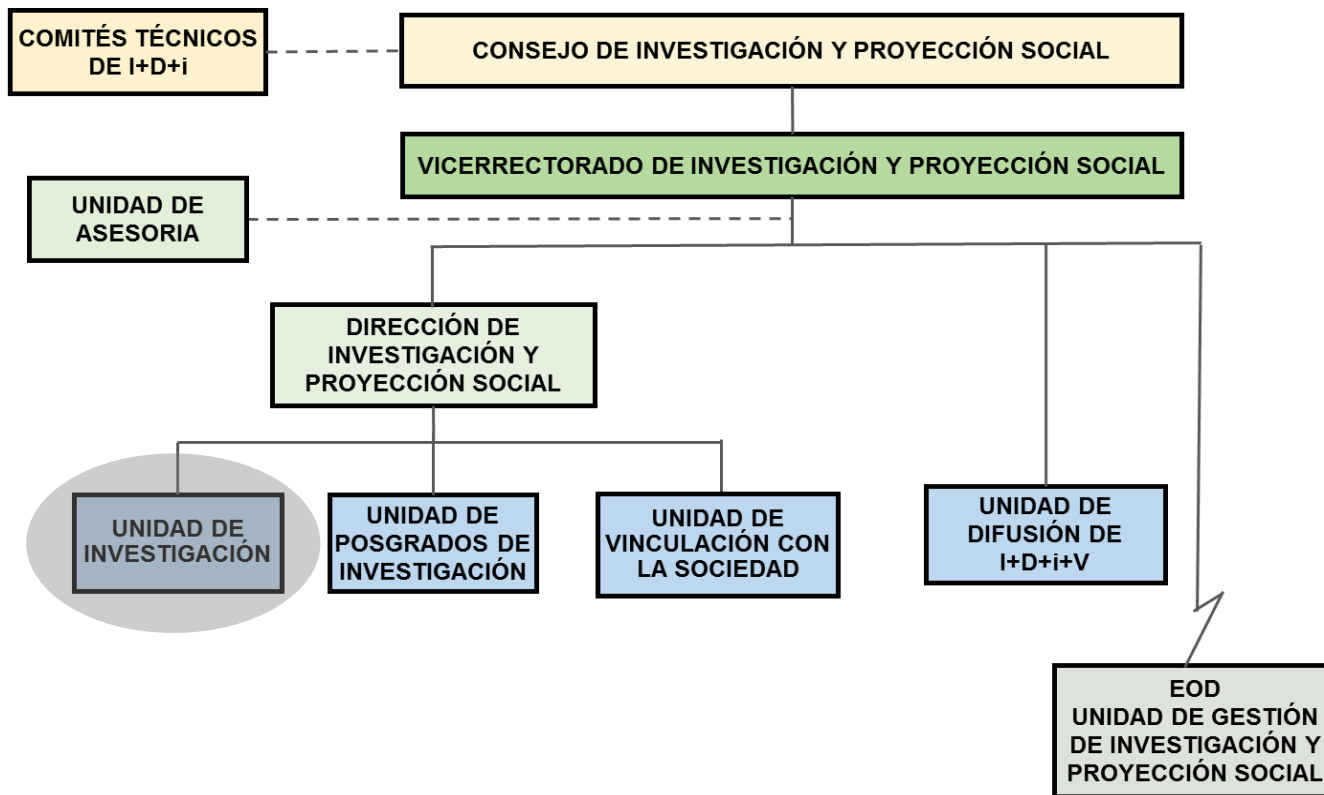 COMITÉS TÉCNICOS
DE I+D+i
CONSEJO DE INVESTIGACIÓN Y PROYECCIÓN SOCIAL
VICERRECTORADO DE INVESTIGACIÓN Y PROYECCIÓN SOCIAL
UNIDAD DE
ASESORIA
DIRECCIÓN DE
INVESTIGACIÓN Y
PROYECCIÓN SOCIAL
UNIDAD DE
INVESTIGACIÓN
UNIDAD DE
POSGRADOS DE
INVESTIGACIÓN
UNIDAD DE
VINCULACIÓN CON
LA SOCIEDAD
UNIDAD DE
DIFUSIÓN DE
I+D+i+V
EOD
UNIDAD DE GESTIÓN
DE INVESTIGACIÓN Y
PROYECCIÓN SOCIAL